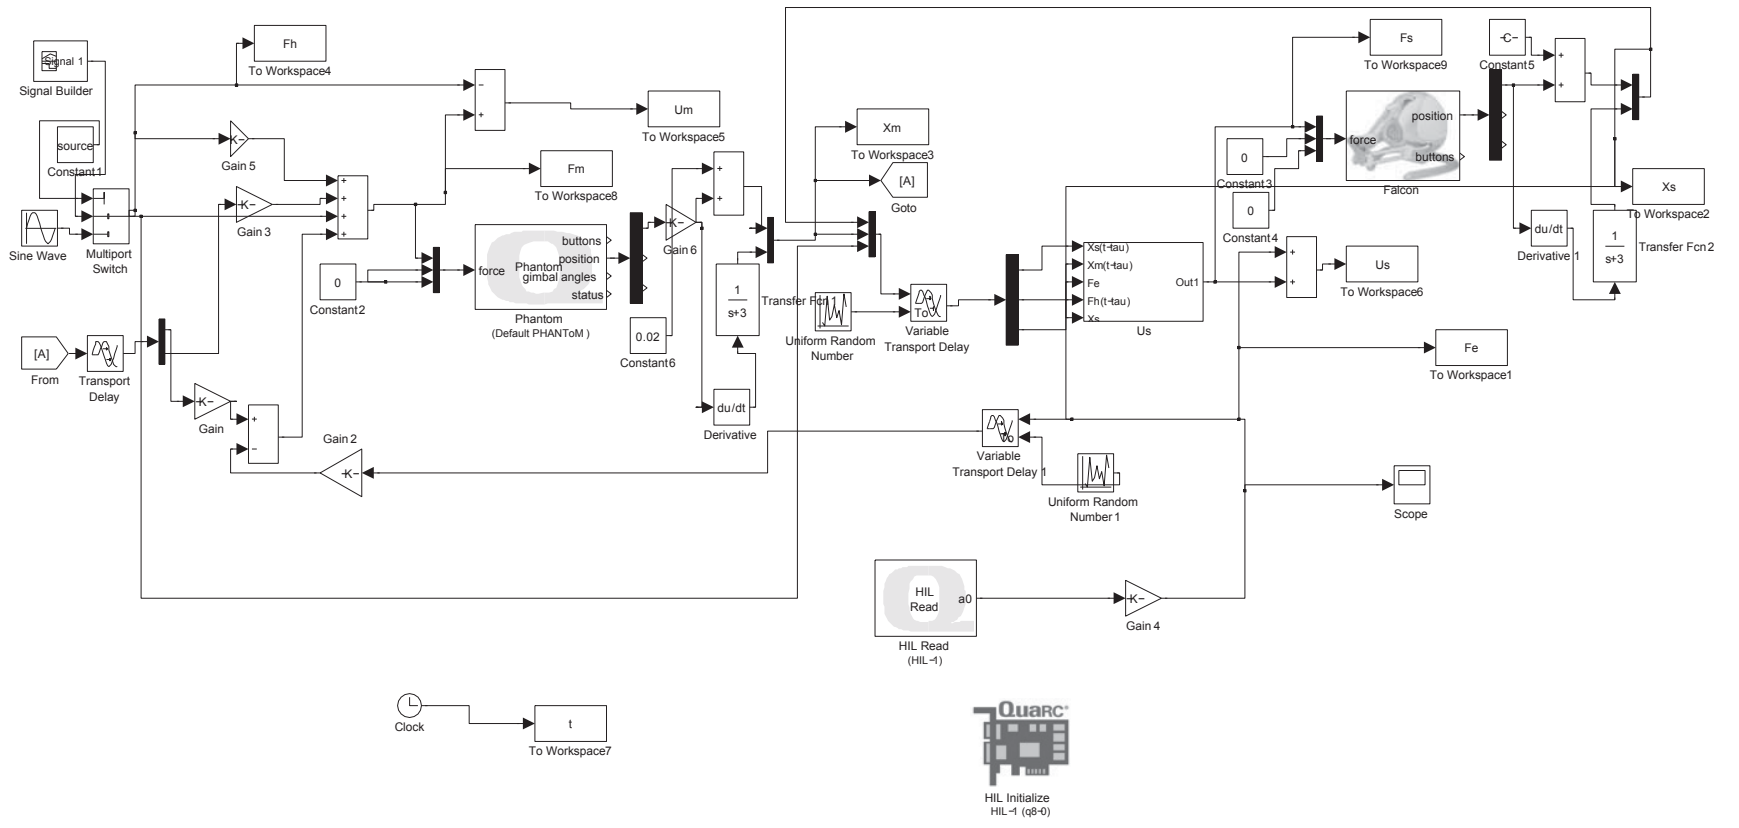 Signal 1
Signal Builder
Fh
To Workspace4
source
Constant1
Multiport
Switch
Sine Wave
-K-
Gain 5
-K-
Gain 3
[A]
From
Transport
Delay
-K-
Gain
+
−
Gain 2
-K-
+
+
+
+
−
+
Um
To Workspace5
Fm
To Workspace8
0
Constant2
force
Phantom
buttons
position
gimbal angles
status
Phantom
(Default PHANToM )
-K-
Gain 6
+
+
0.02
Constant6
1
s+3
Transfer Fcn 1
du/dt
Derivative
Xm
To Workspace3
[A]
Goto
Uniform Random
Number
To
Variable
Transport Delay
Xs(t-tau)
Xm(t-tau)
Fe
Fh(t-tau)
Xs
Out1
Us
Fs
To Workspace9
0
Constant3
0
Constant4
force
position
buttons
Falcon
-C-
Constant5
+
+
Xs
To Workspace2
du/dt
Derivative 1
1
s+3
Transfer Fcn 2
+
+
Us
To Workspace6
Fe
To Workspace1
To
Variable
Transport Delay 1
Uniform Random
Number 1
Scope
HIL
Read
a0
HIL Read
(HIL-1)
-K-
Gain 4
Clock
t
To Workspace7
QUARC
HIL Initialize
HIL-1 (q8-0)